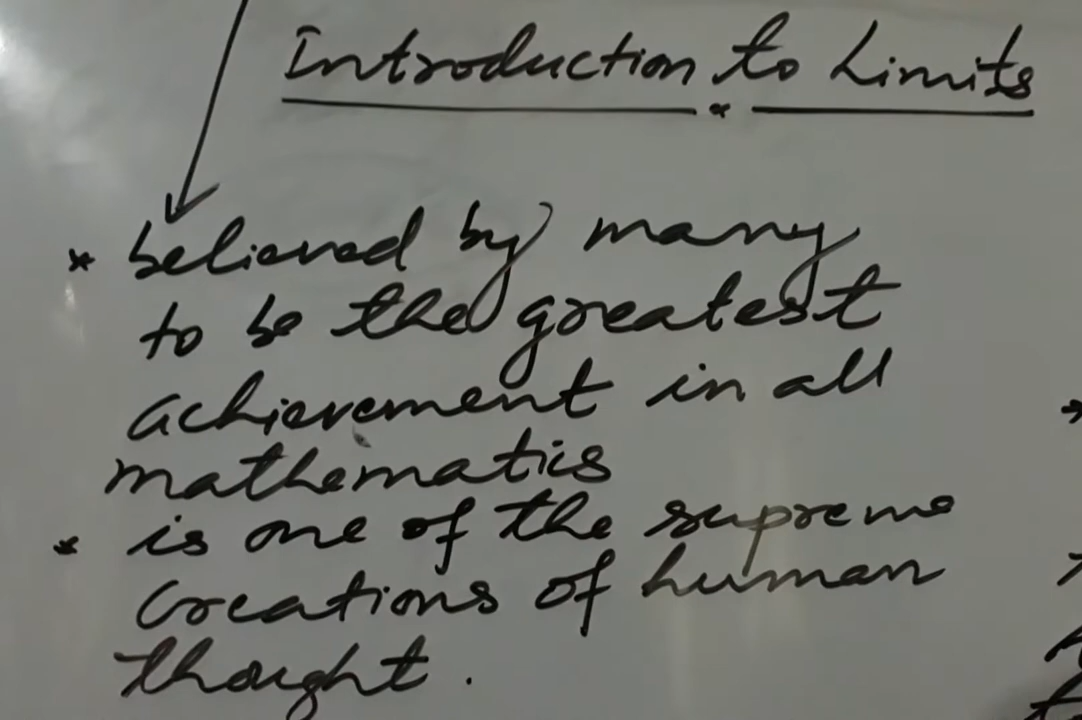 Introduction to Limits
* believed by many
to be the greatest
achievement in all
mathematics
* is one of the supreme
creations of human
thought.